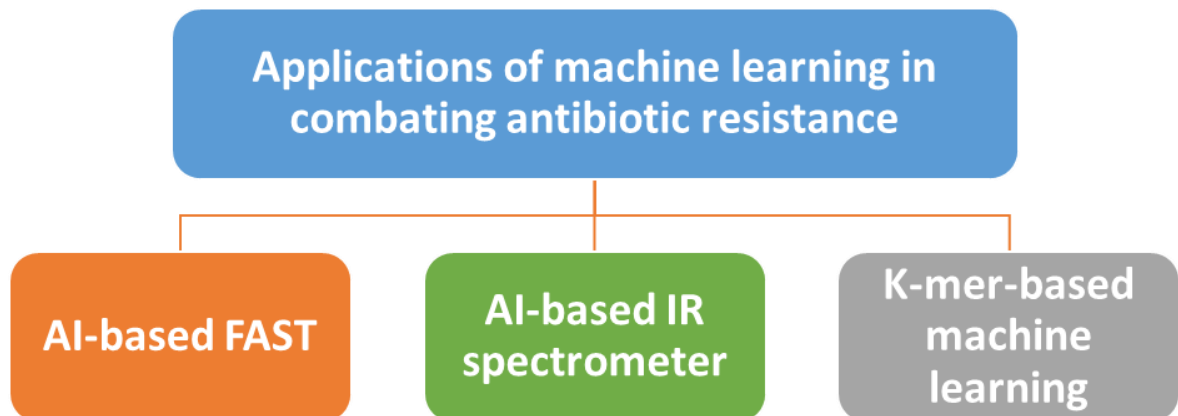 Applications of machine learning in
combating antibiotic resistance
AI-based FAST
AI-based IR
spectrometer
K-mer-based
machine
learning